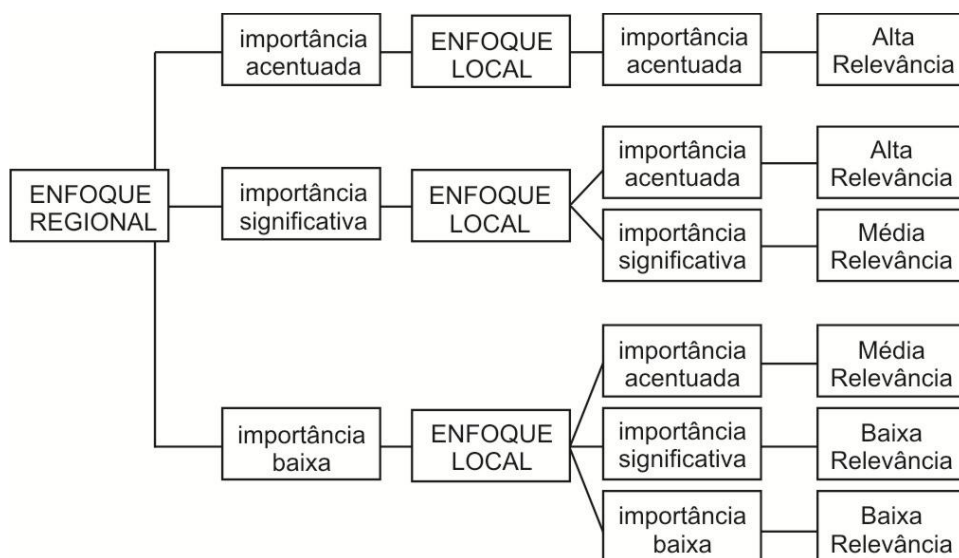 importância
acentuada
ENFOQUE
LOCAL
importância
acentuada
Alta
Relevância
ENFOQUE
REGIONAL
importância
significativa
ENFOQUE
LOCAL
importância
acentuada
Alta
Relevância
importância
significativa
Média
Relevância
importância
baixa
ENFOQUE
LOCAL
importância
acentuada
Média
Relevância
importância
significativa
Baixa
Relevância
importância
baixa
Baixa
Relevância